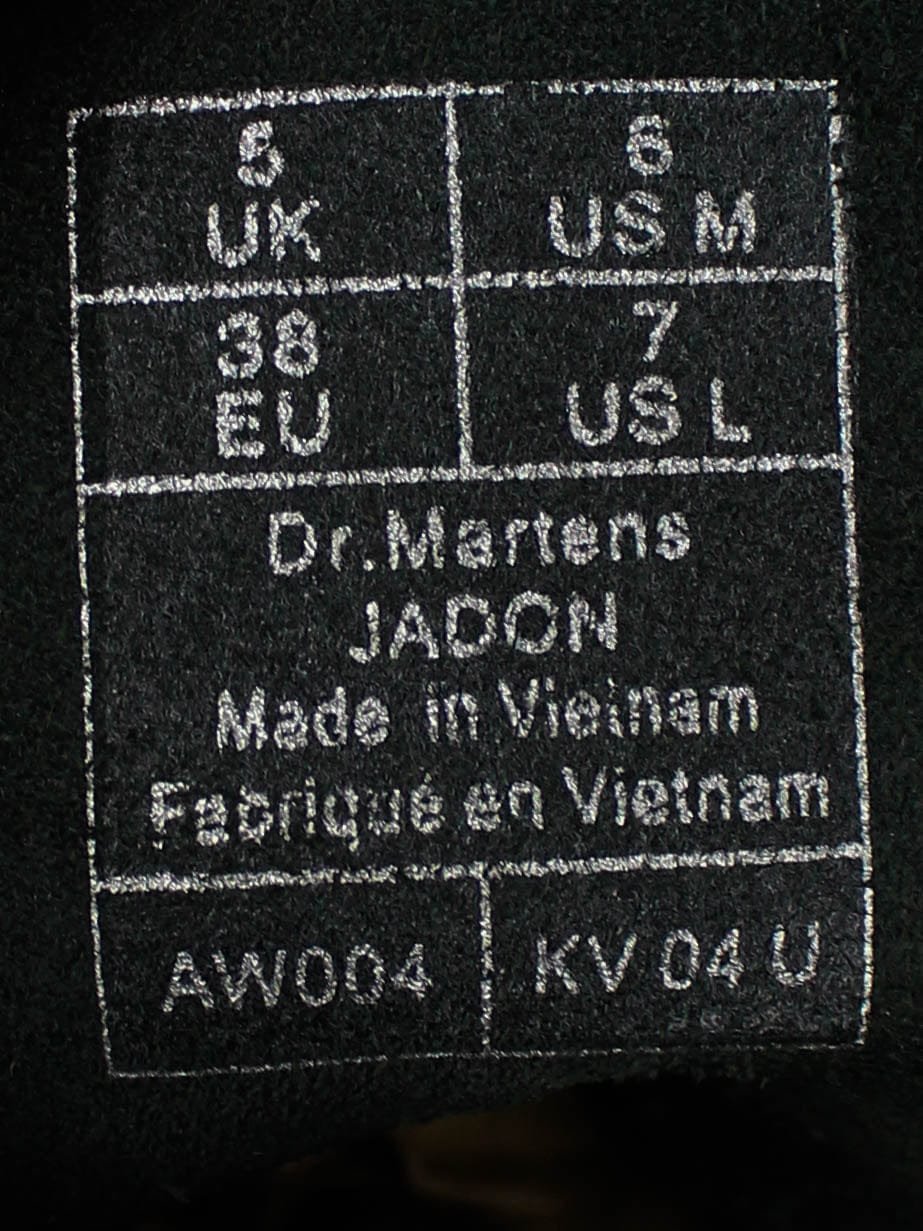 5
UK
6
US M
38
EU
7
US L
Dr.Martens
JADON
Made in Vietnam
Fabriqué en Vietnam
AW004
KV 04 U